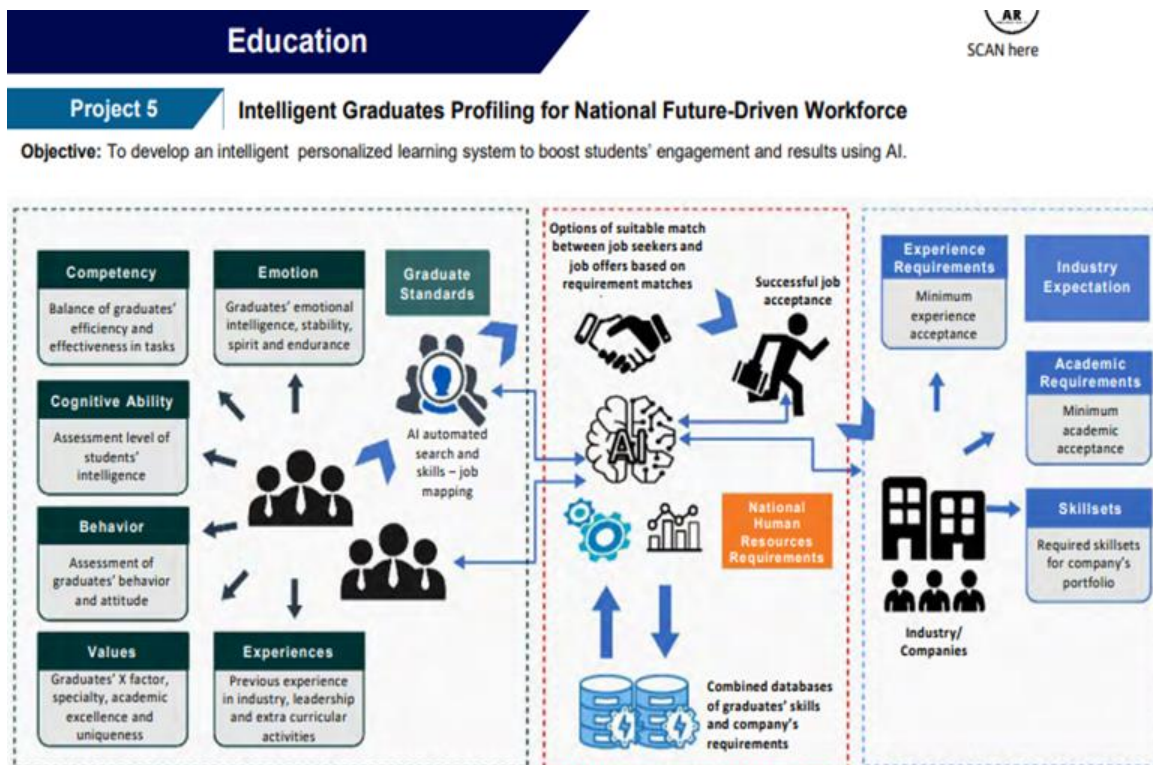 AR
SCAN here
Education
Project 5
Intelligent Graduates Profiling for National Future-Driven Workforce
Objective: To develop an intelligent personalized learning system to boost students' engagement and results using AI.
Competency
Balance of graduates'
efficiency and
effectiveness in tasks
Emotion
Graduates' emotional
intelligence, stability,
spirit and endurance
Graduate
Standards
Cognitive Ability
Assessment level of
students'
intelligence
AI automated
search and
skills – job
mapping
Behavior
Assessment of
graduates' behavior
and attitude
Values
Graduates' X factor,
specialty, academic
excellence and
uniqueness
Experiences
Previous experience
in industry, leadership
and extra curricular
activities
Options of suitable match
between job seekers and
job offers based on
requirement matches
Successful job
acceptance
AI
National
Human
Resources
Requirements
Combined databases
of graduates' skills
and company's
requirements
Experience
Requirements
Minimum
experience
acceptance
Industry
Expectation
Academic
Requirements
Minimum
academic
acceptance
Skillsets
Required skillsets
for company's
portfolio
Industry/
Companies